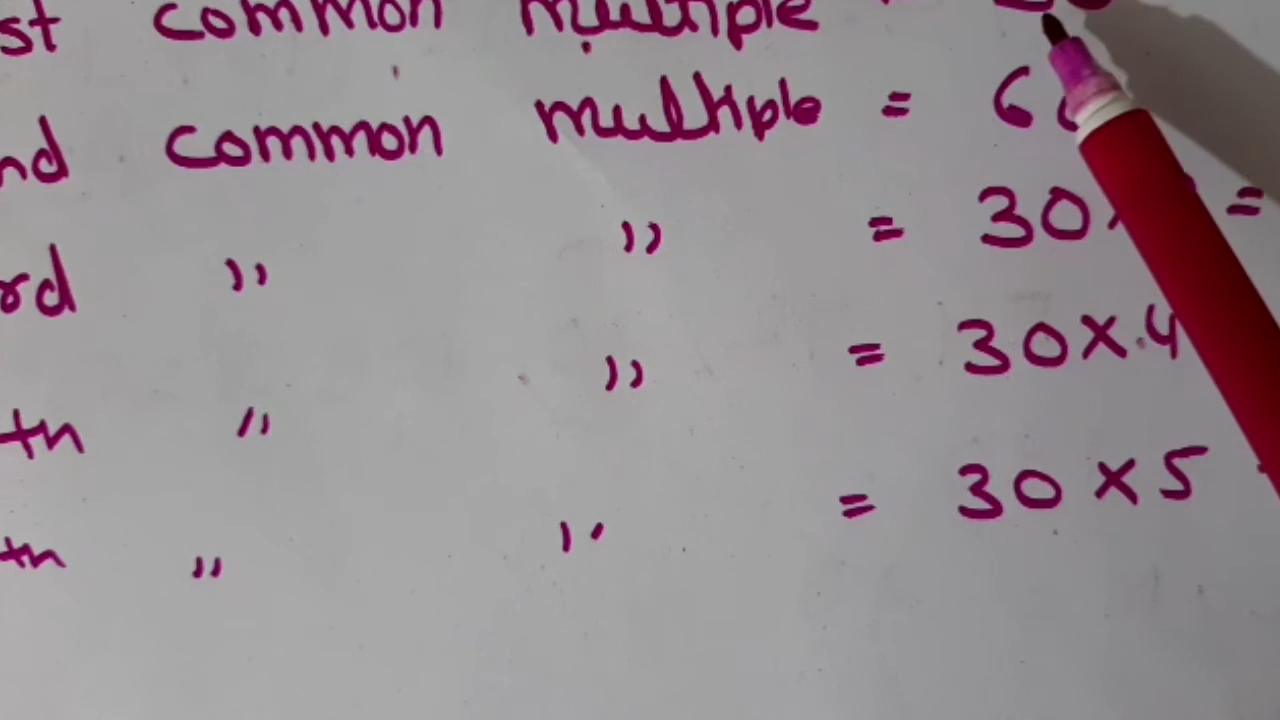 st common multiple
nd common multiple = 6
rd " " = 30 =
th " " = 30 × 4
th " " = 30 × 5